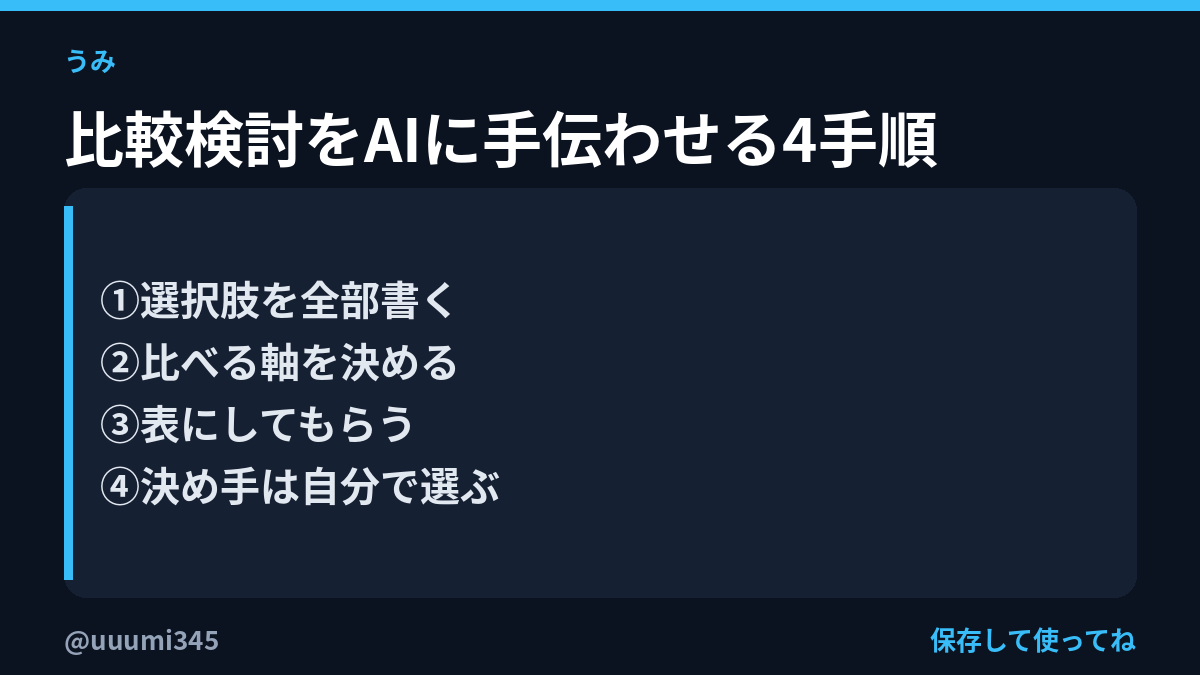 うみ
比較検討をAIに手伝わせる4手順
①選択肢を全部書く
②比べる軸を決める
③表にしてもらう
④決め手は自分で選ぶ
@uuumi345
保存して使ってね